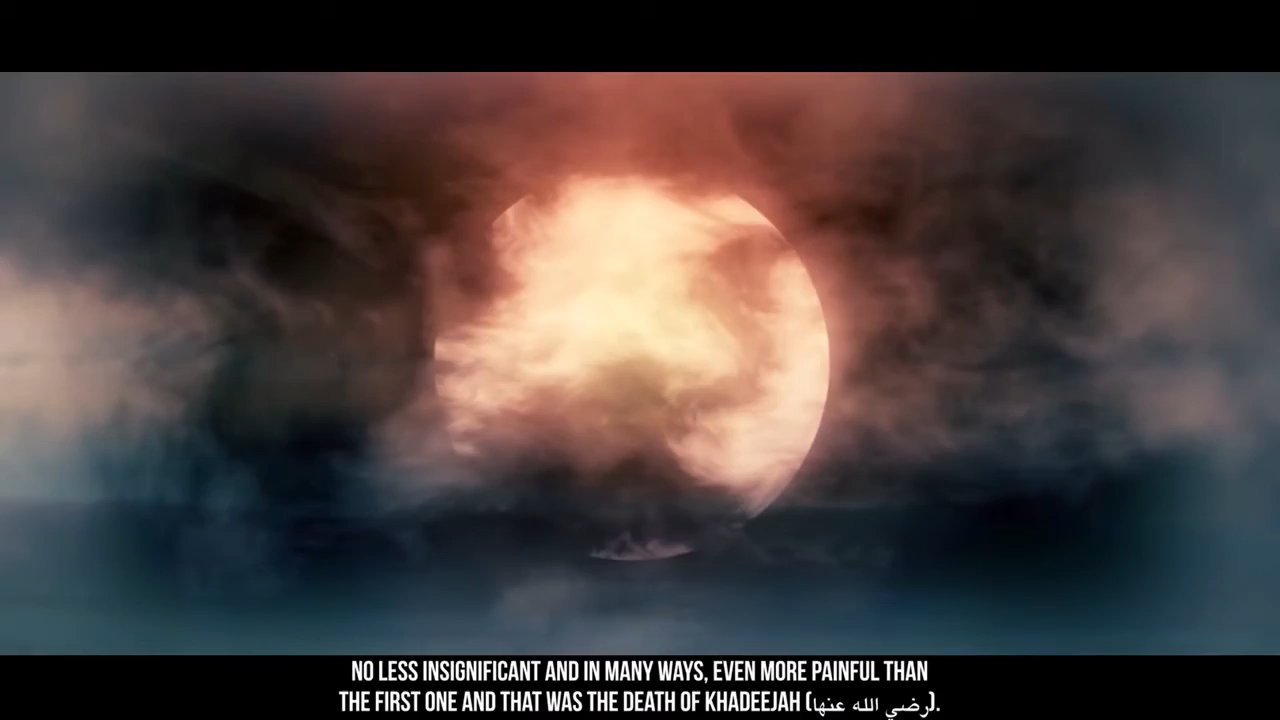 NO LESS INSIGNIFICANT AND IN MANY WAYS, EVEN MORE PAINFUL THAN
THE FIRST ONE AND THAT WAS THE DEATH OF KHADEEJAH (رضي الله عنها).